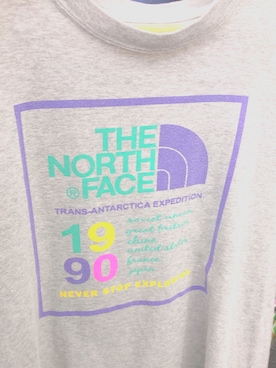 THE
NORTH
®FACE
TRANS-ANTARCTICA EXPEDITION
19
90
soviet union
great britain
china
france
japan
NEVER STOP EXPLORING